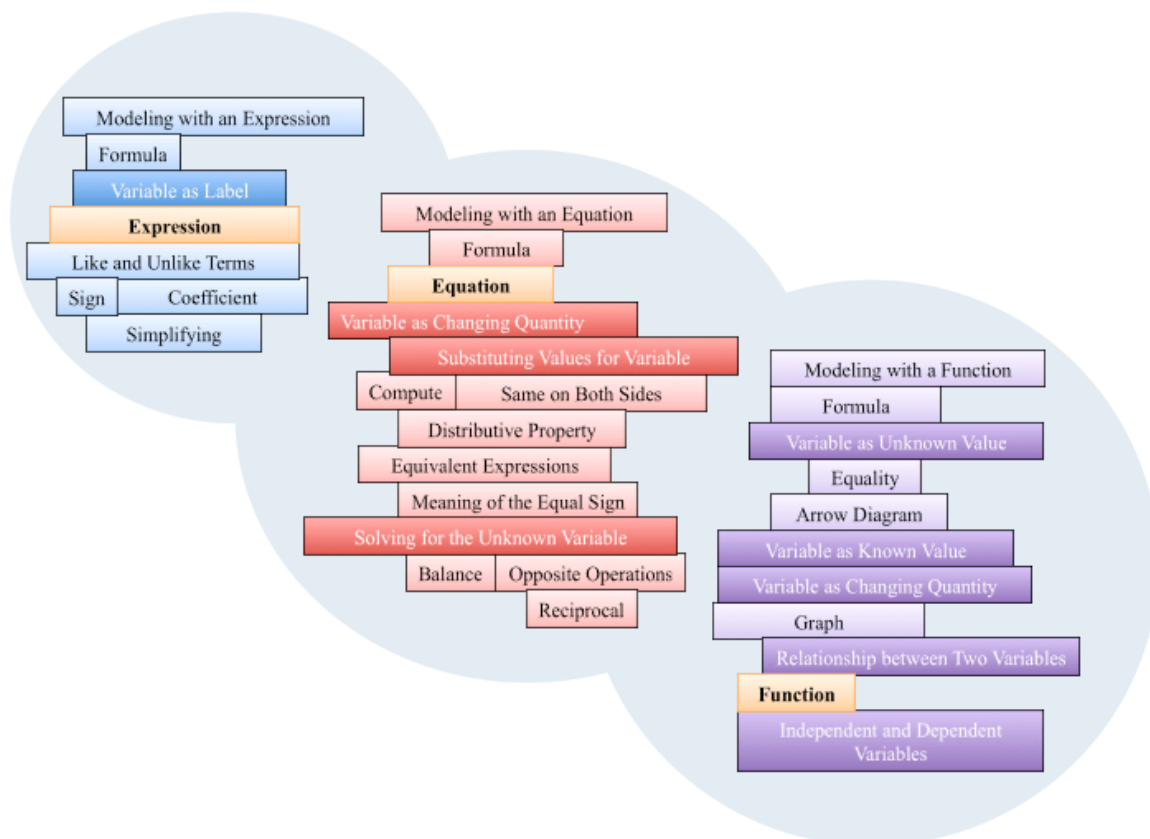 Modeling with an Expression
Formula
Variable as Label
Expression
Like and Unlike Terms
Sign
Coefficient
Simplifying
Modeling with an Equation
Formula
Equation
Variable as Changing Quantity
Substituting Values for Variable
Compute
Same on Both Sides
Distributive Property
Equivalent Expressions
Meaning of the Equal Sign
Solving for the Unknown Variable
Balance
Opposite Operations
Reciprocal
Modeling with a Function
Formula
Variable as Unknown Value
Equality
Arrow Diagram
Variable as Known Value
Variable as Changing Quantity
Graph
Relationship between Two Variables
Function
Independent and Dependent
Variables